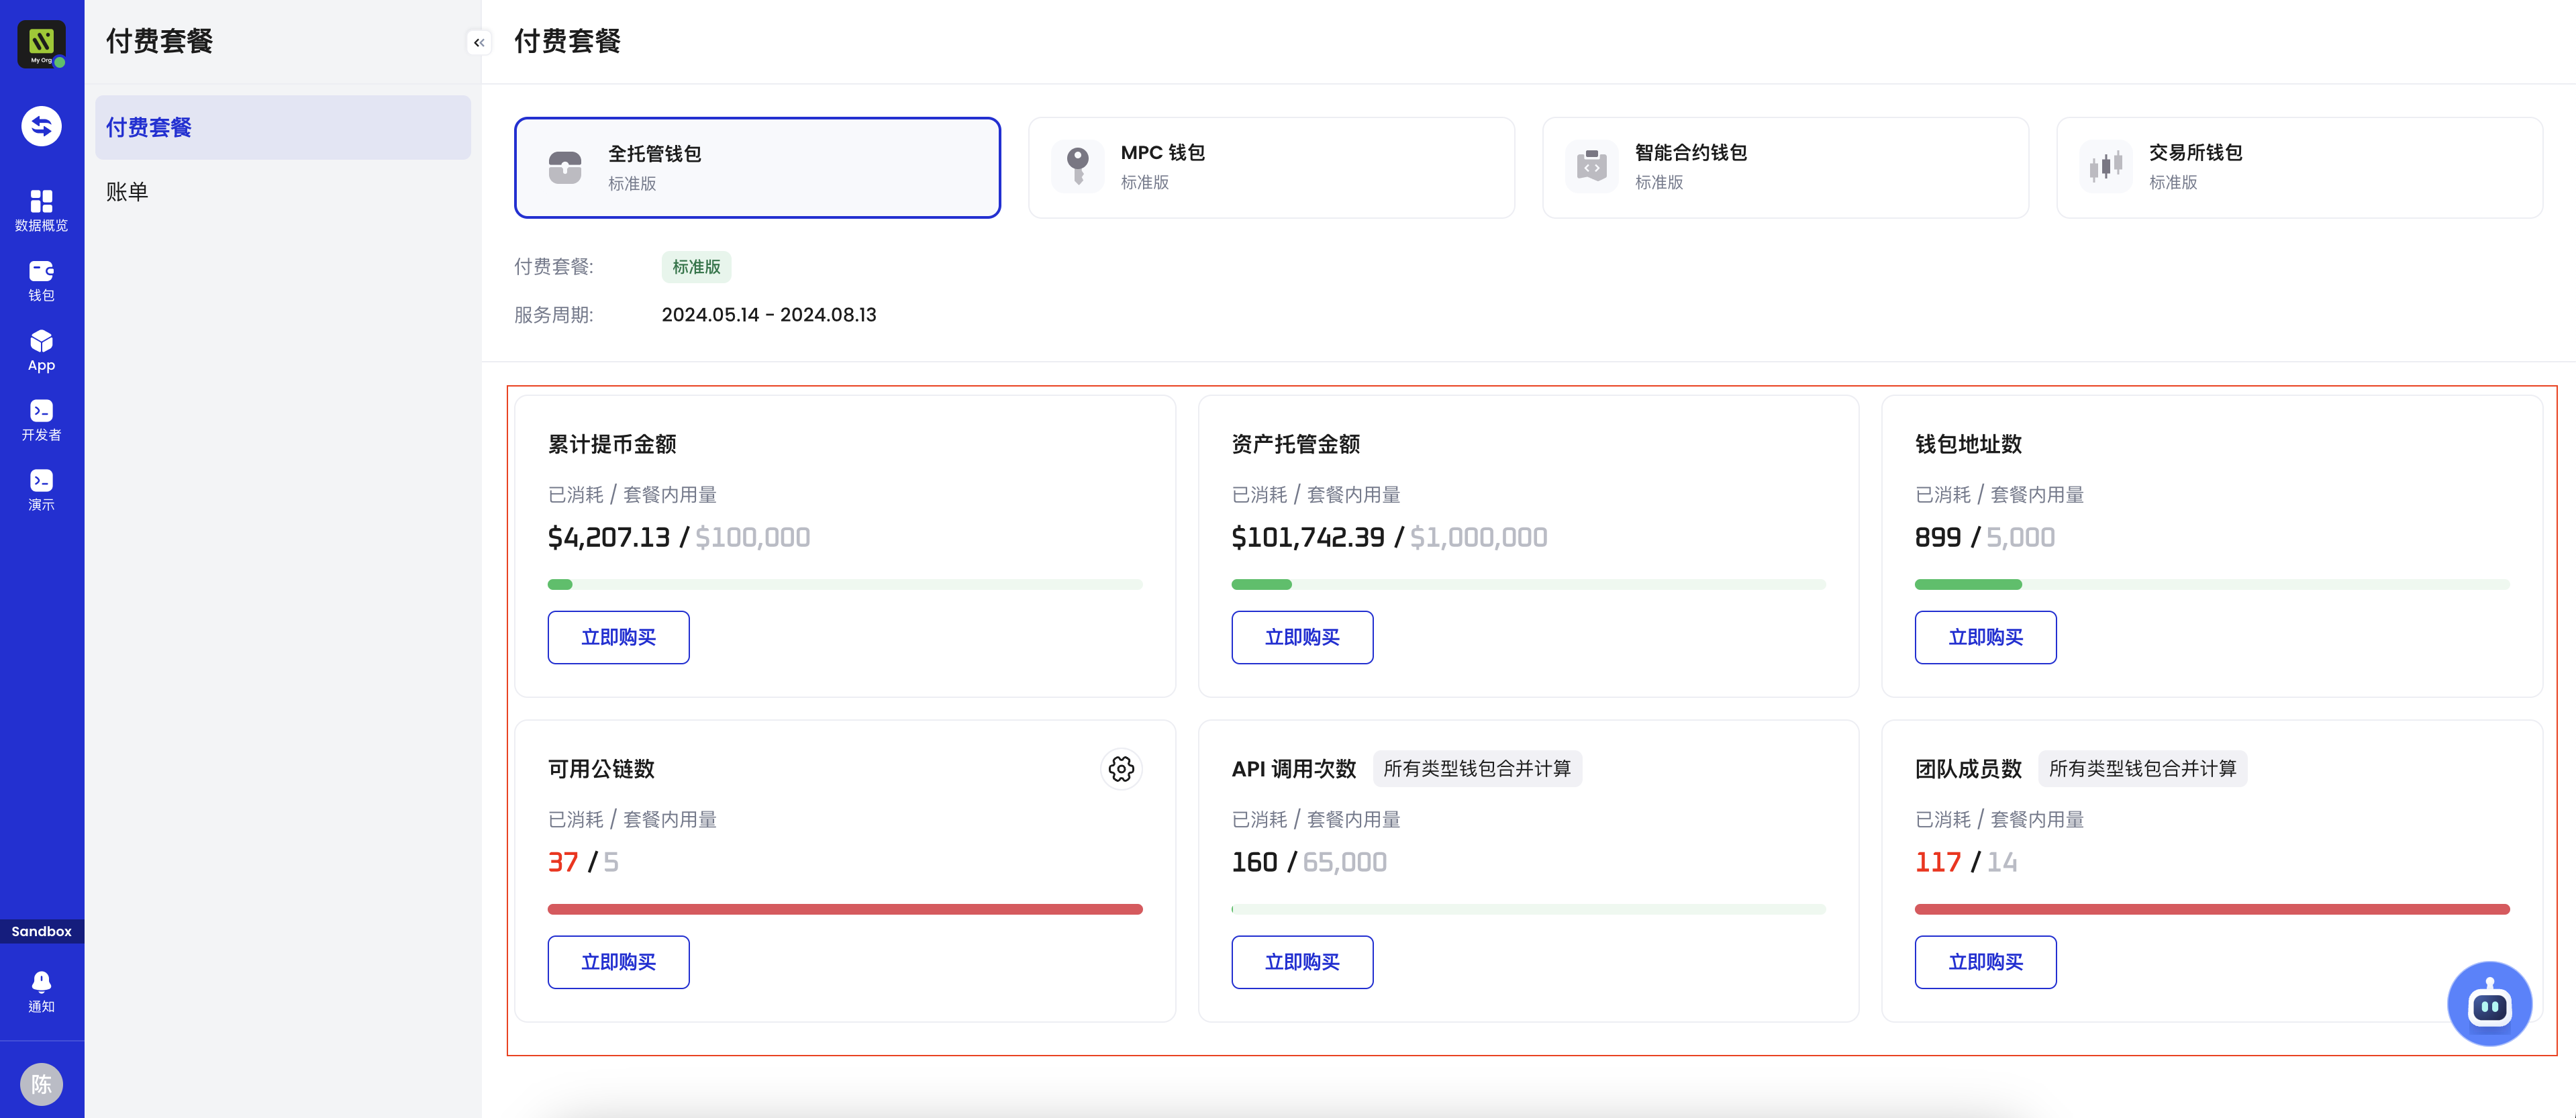 My Org
数据概览
钱包
App
开发者
演示
Sandbox
通知
陈
付费套餐
付费套餐
账单
付费套餐
全托管钱包
标准版
MPC 钱包
标准版
智能合约钱包
标准版
交易所钱包
标准版
付费套餐: 标准版
服务周期: 2024.05.14 - 2024.08.13
累计提币金额
已消耗 / 套餐内用量
$4,207.13 / $100,000
立即购买
资产托管金额
已消耗 / 套餐内用量
$101,742.39 / $1,000,000
立即购买
钱包地址数
已消耗 / 套餐内用量
899 / 5,000
立即购买
可用公链数
已消耗 / 套餐内用量
37 / 5
立即购买
API 调用次数 所有类型钱包合并计算
已消耗 / 套餐内用量
160 / 65,000
立即购买
团队成员数 所有类型钱包合并计算
已消耗 / 套餐内用量
117 / 14
立即购买